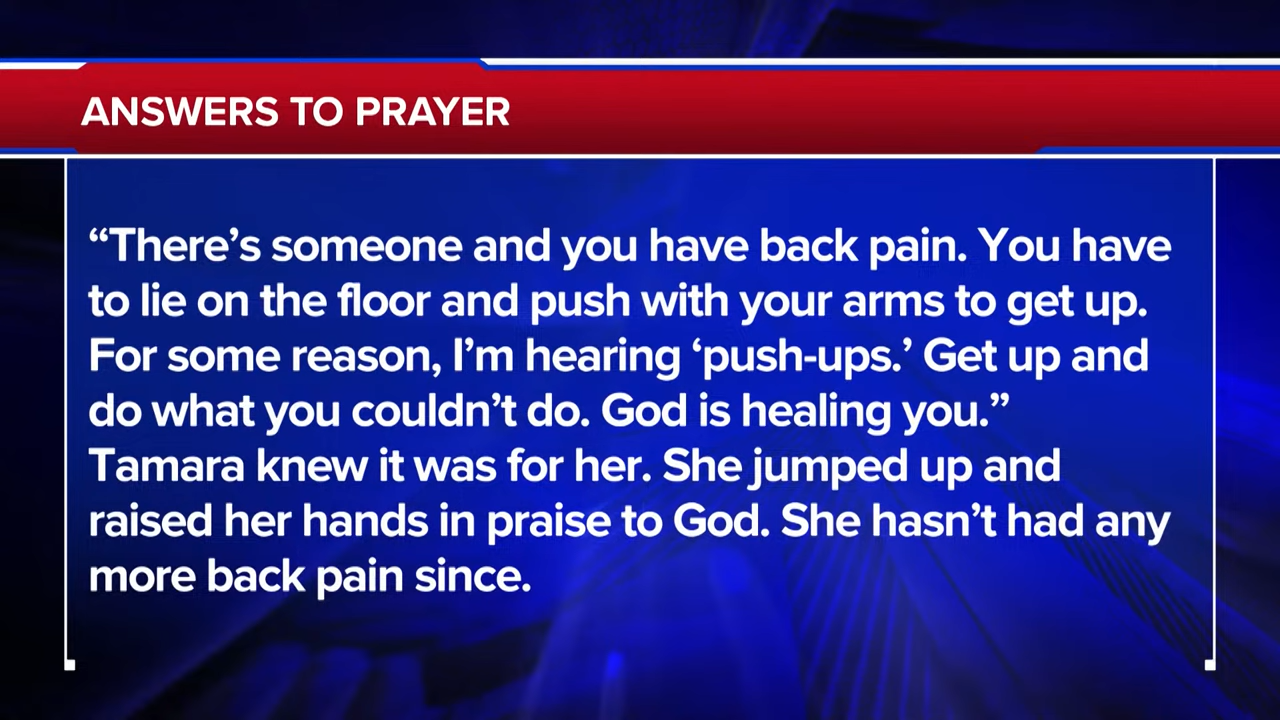 ANSWERS TO PRAYER
“There’s someone and you have back pain. You have
to lie on the floor and push with your arms to get up.
For some reason, I’m hearing ‘push-ups.’ Get up and
do what you couldn’t do. God is healing you.”
Tamara knew it was for her. She jumped up and
raised her hands in praise to God. She hasn’t had any
more back pain since.